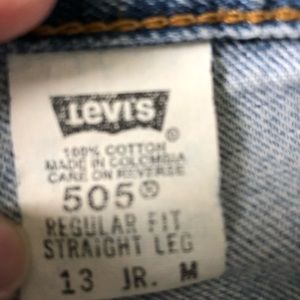 LEVI'S
®
100% COTTON
MADE IN COLOMBIA
CARE ON REVERSE
505®
REGULAR FIT
STRAIGHT LEG
13 JR. M